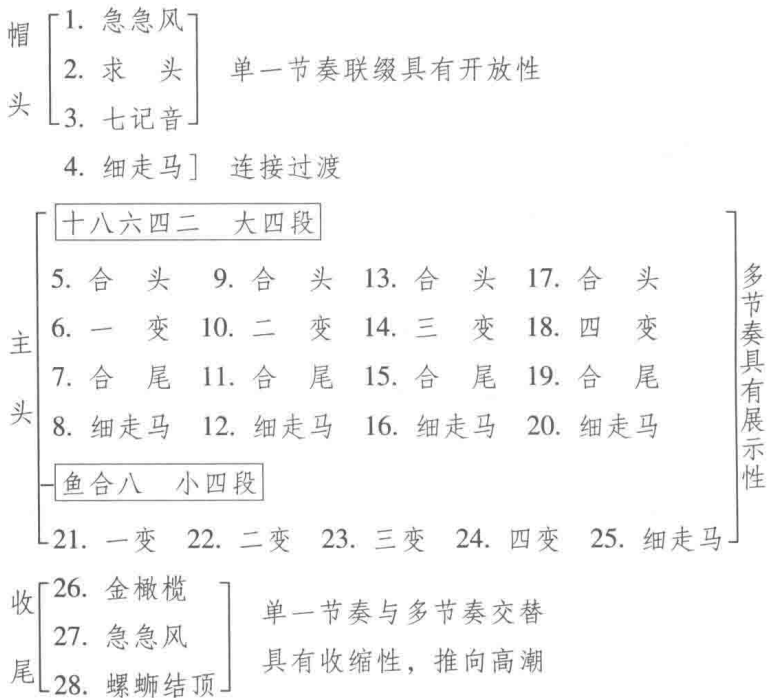 帽头
1. 急急风
2. 求 头 单一节奏联缀具有开放性
3. 七记音
4. 细走马] 连接过渡
主头
十八六四二 大四段
5. 合 头 9. 合 头 13. 合 头 17. 合 头
6. 一 变 10. 二 变 14. 三 变 18. 四 变
7. 合 尾 11. 合 尾 15. 合 尾 19. 合 尾
8. 细走马 12. 细走马 16. 细走马 20. 细走马
鱼合八 小四段
21. 一变 22. 二变 23. 三变 24. 四变 25. 细走马
多节奏具有展示性
收尾
26. 金橄榄
27. 急急风
28. 螺蛳结顶
单一节奏与多节奏交替
具有收缩性，推向高潮